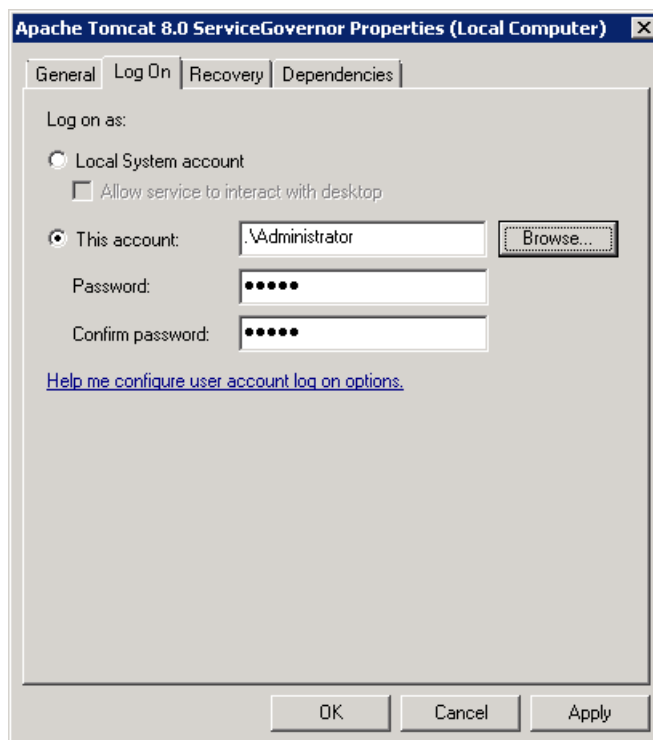 Apache Tomcat 8.0 ServiceGovernor Properties (Local Computer)
General Log On Recovery Dependencies
Log on as:
Local System account
Allow service to interact with desktop
This account: .\Administrator Browse...
Password: •••••
Confirm password: •••••
Help me configure user account log on options.
OK Cancel Apply